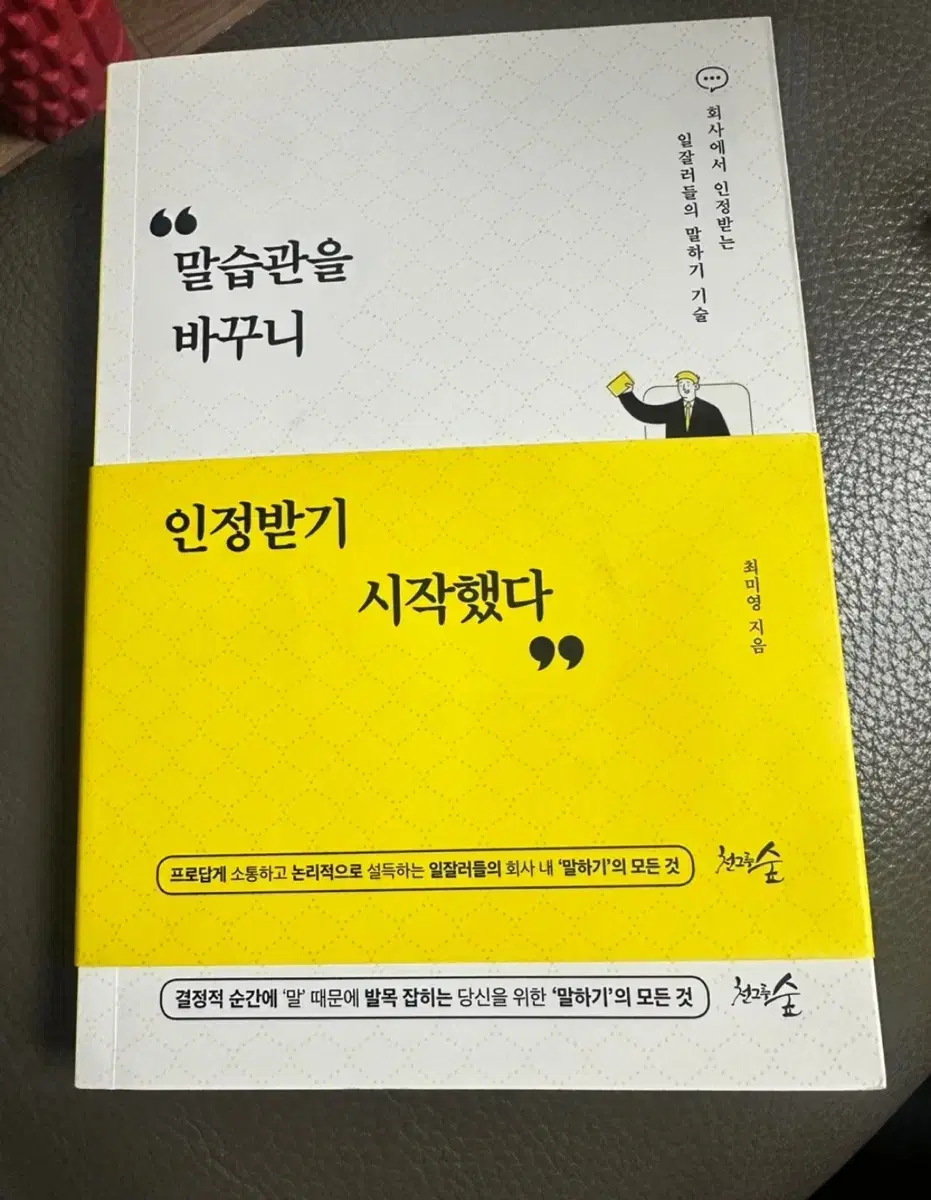 회사에서 인정받는
일잘러들의 말하기 기술
“말습관을
바꾸니
인정받기
시작했다”
최미영 지음
프로답게 소통하고 논리적으로 설득하는 일잘러들의 회사 내 ‘말하기’의 모든 것
천그루숲
결정적 순간에 ‘말’ 때문에 발목 잡히는 당신을 위한 ‘말하기’의 모든 것
천그루숲